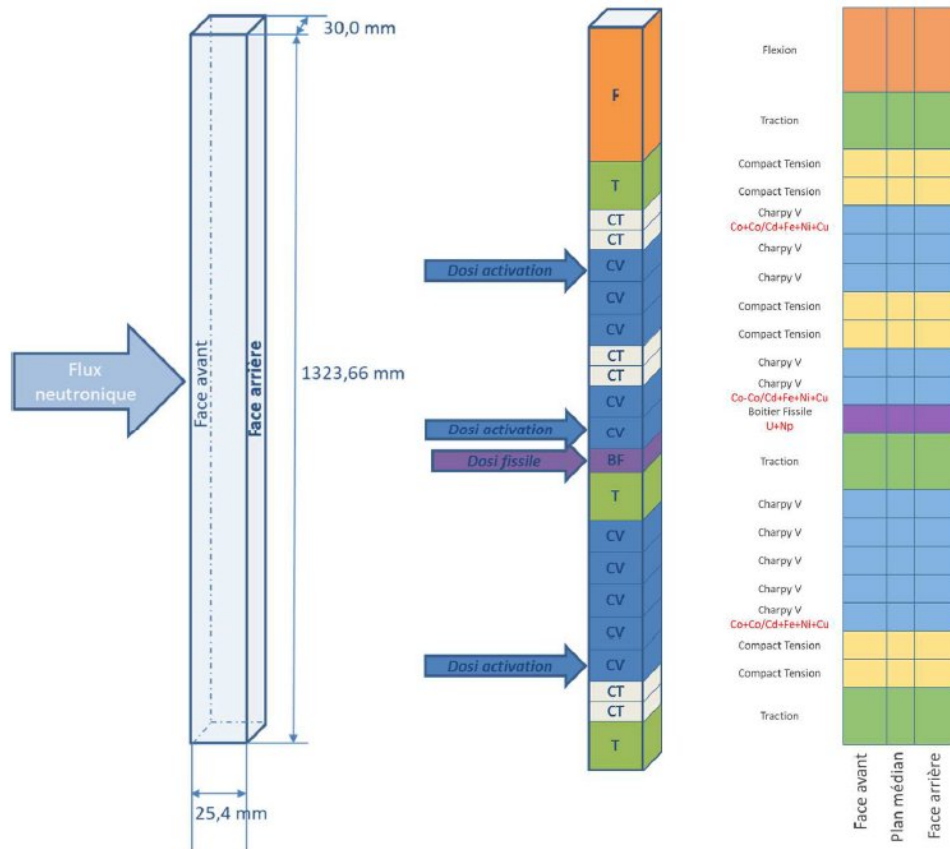 30,0 mm
Flux
neutronique
Face avant
Face arrière
1323,66 mm
25,4 mm
Dosi activation
Dosi activation
Dosi fissile
Dosi activation
F
T
CT
CT
CV
CV
CV
CT
CT
CV
CV
BF
T
CV
CV
CV
CV
CV
CT
CT
T
Flexion
Traction
Compact Tension
Compact Tension
Charpy V
Co+Co/Cd+Fe+Ni+Cu
Charpy V
Charpy V
Compact Tension
Compact Tension
Charpy V
Charpy V
Co-Co/Cd+Fe+Ni+Cu
Boitier Fissile
U+Np
Traction
Charpy V
Charpy V
Charpy V
Charpy V
Charpy V
Co+Co/Cd+Fe+Ni+Cu
Compact Tension
Compact Tension
Traction
Face avant
Plan médian
Face arrière